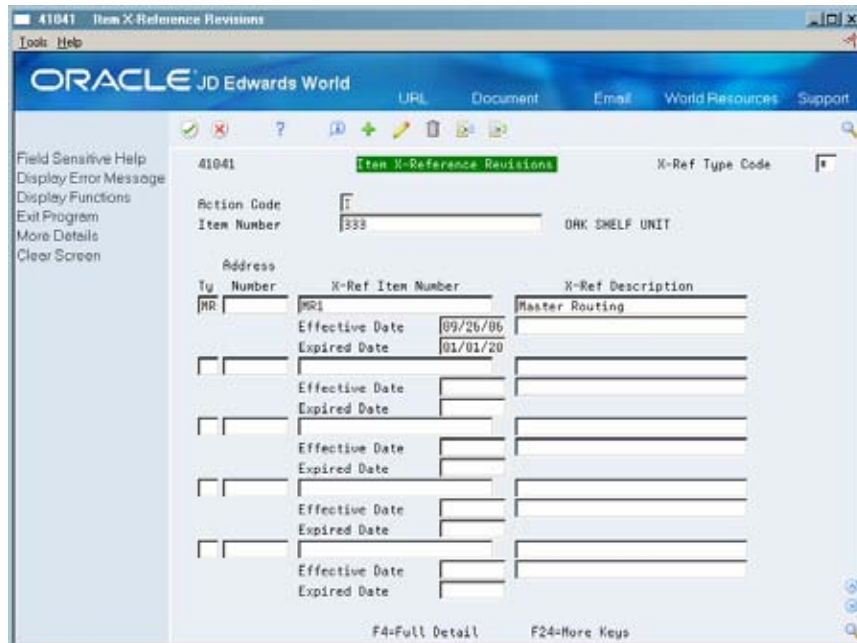 41041 Item X-Reference Revisions
Tools Help
ORACLE JD Edwards World
URL Document Email World Resources Support
Field Sensitive Help
Display Error Message
Display Functions
Exit Program
More Details
Clear Screen
41041 Item X-Reference Revisions X-Ref Type Code *
Action Code I
Item Number 333 OAK SHELF UNIT
Address
Ty Number X-Ref Item Number X-Ref Description
MR MR1 Master Routing
Effective Date 09/26/06
Expired Date 01/01/20
Effective Date
Expired Date
Effective Date
Expired Date
Effective Date
Expired Date
Effective Date
Expired Date
F4=Full Detail F24=More Keys